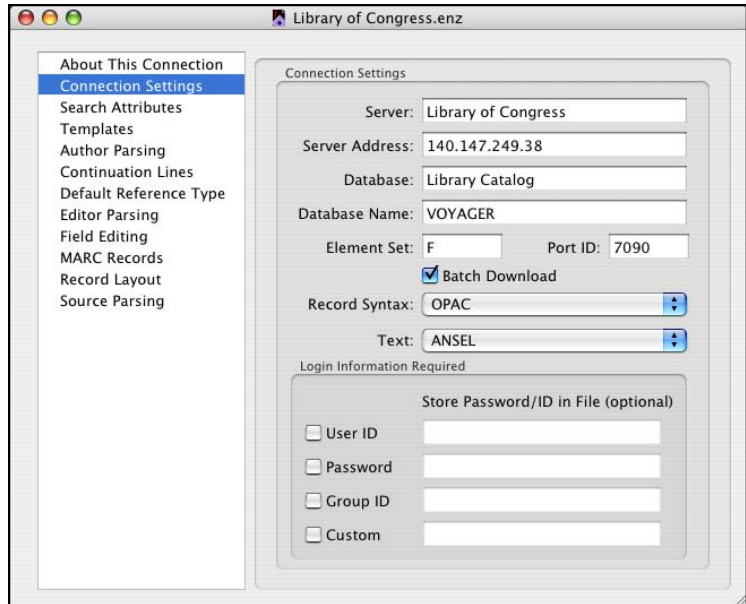 Library of Congress.enz
About This Connection
Connection Settings
Search Attributes
Templates
Author Parsing
Continuation Lines
Default Reference Type
Editor Parsing
Field Editing
MARC Records
Record Layout
Source Parsing
Connection Settings
Server: Library of Congress
Server Address: 140.147.249.38
Database: Library Catalog
Database Name: VOYAGER
Element Set: F Port ID: 7090
Batch Download
Record Syntax: OPAC
Text: ANSEL
Login Information Required
Store Password/ID in File (optional)
User ID
Password
Group ID
Custom